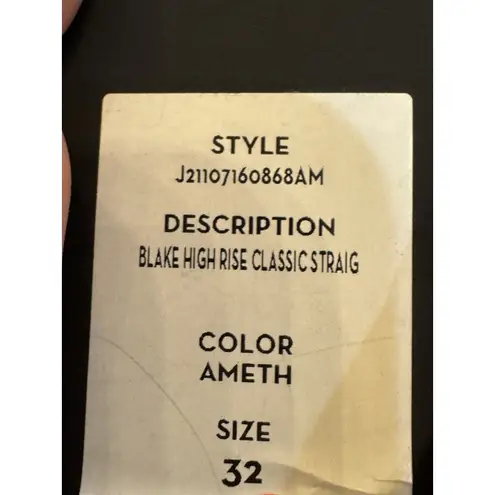 STYLE
J21107160868AM
DESCRIPTION
BLAKE HIGH RISE CLASSIC STRAIG
COLOR
AMETH
SIZE
32